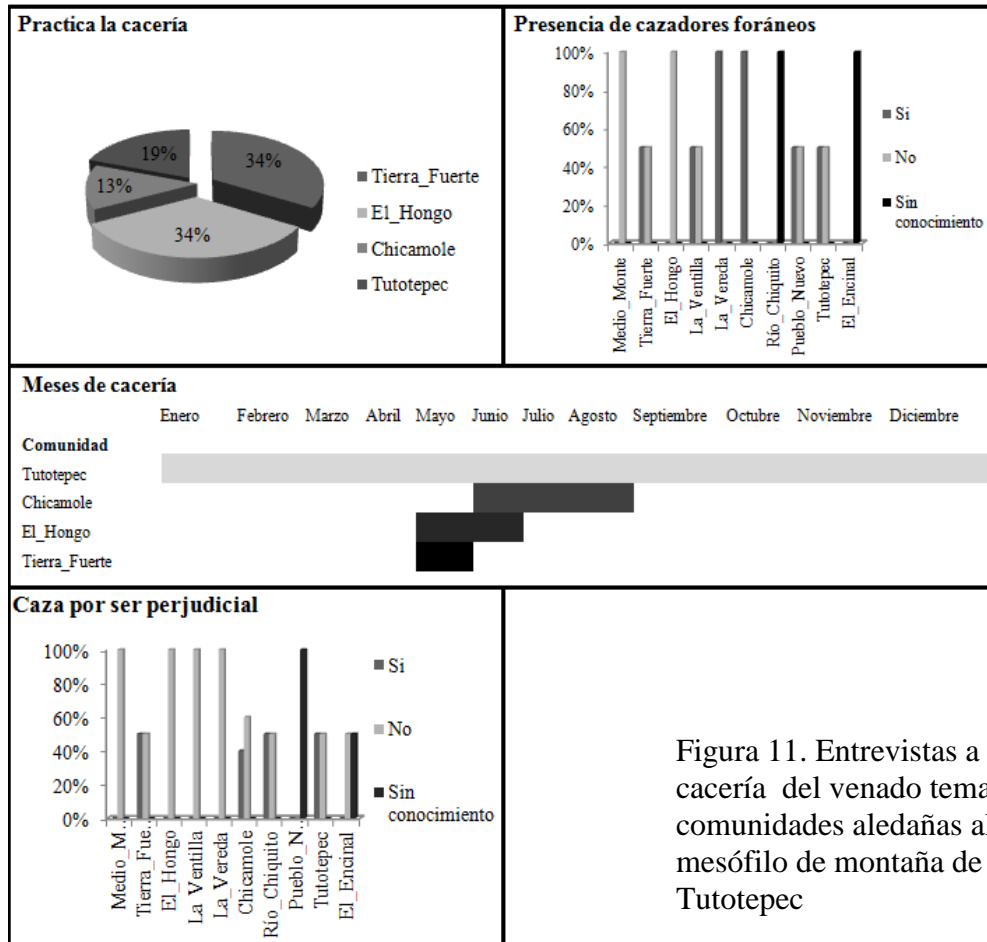 Practica la cacería
34%
34%
13%
19%
Tierra_Fuerte
El_Hongo
Chicamole
Tutotepec
Presencia de cazadores foráneos
100%
80%
60%
40%
20%
0%
Medio_Monte
Tierra_Fuerte
El_Hongo
La_Ventilla
La_Vereda
Chicamole
Río_Chiquito
Pueblo_Nuevo
Tutotepec
El_Encinal
Si
No
Sin
conocimiento
Meses de cacería
Enero Febrero Marzo Abril Mayo Junio Julio Agosto Septiembre Octubre Noviembre Diciembre
Comunidad
Tutotepec
Chicamole
El_Hongo
Tierra_Fuerte
Caza por ser perjudicial
100%
80%
60%
40%
20%
0%
Medio_M...
Tierra_Fue...
El_Hongo
La_Ventilla
La_Vereda
Chicamole
Río_Chiquito
Pueblo_N...
Tutotepec
El_Encinal
Si
No
Sin
conocimiento
Figura 11. Entrevistas a
cacería del venado tema
comunidades aledañas al
mesófilo de montaña de
Tutotepec